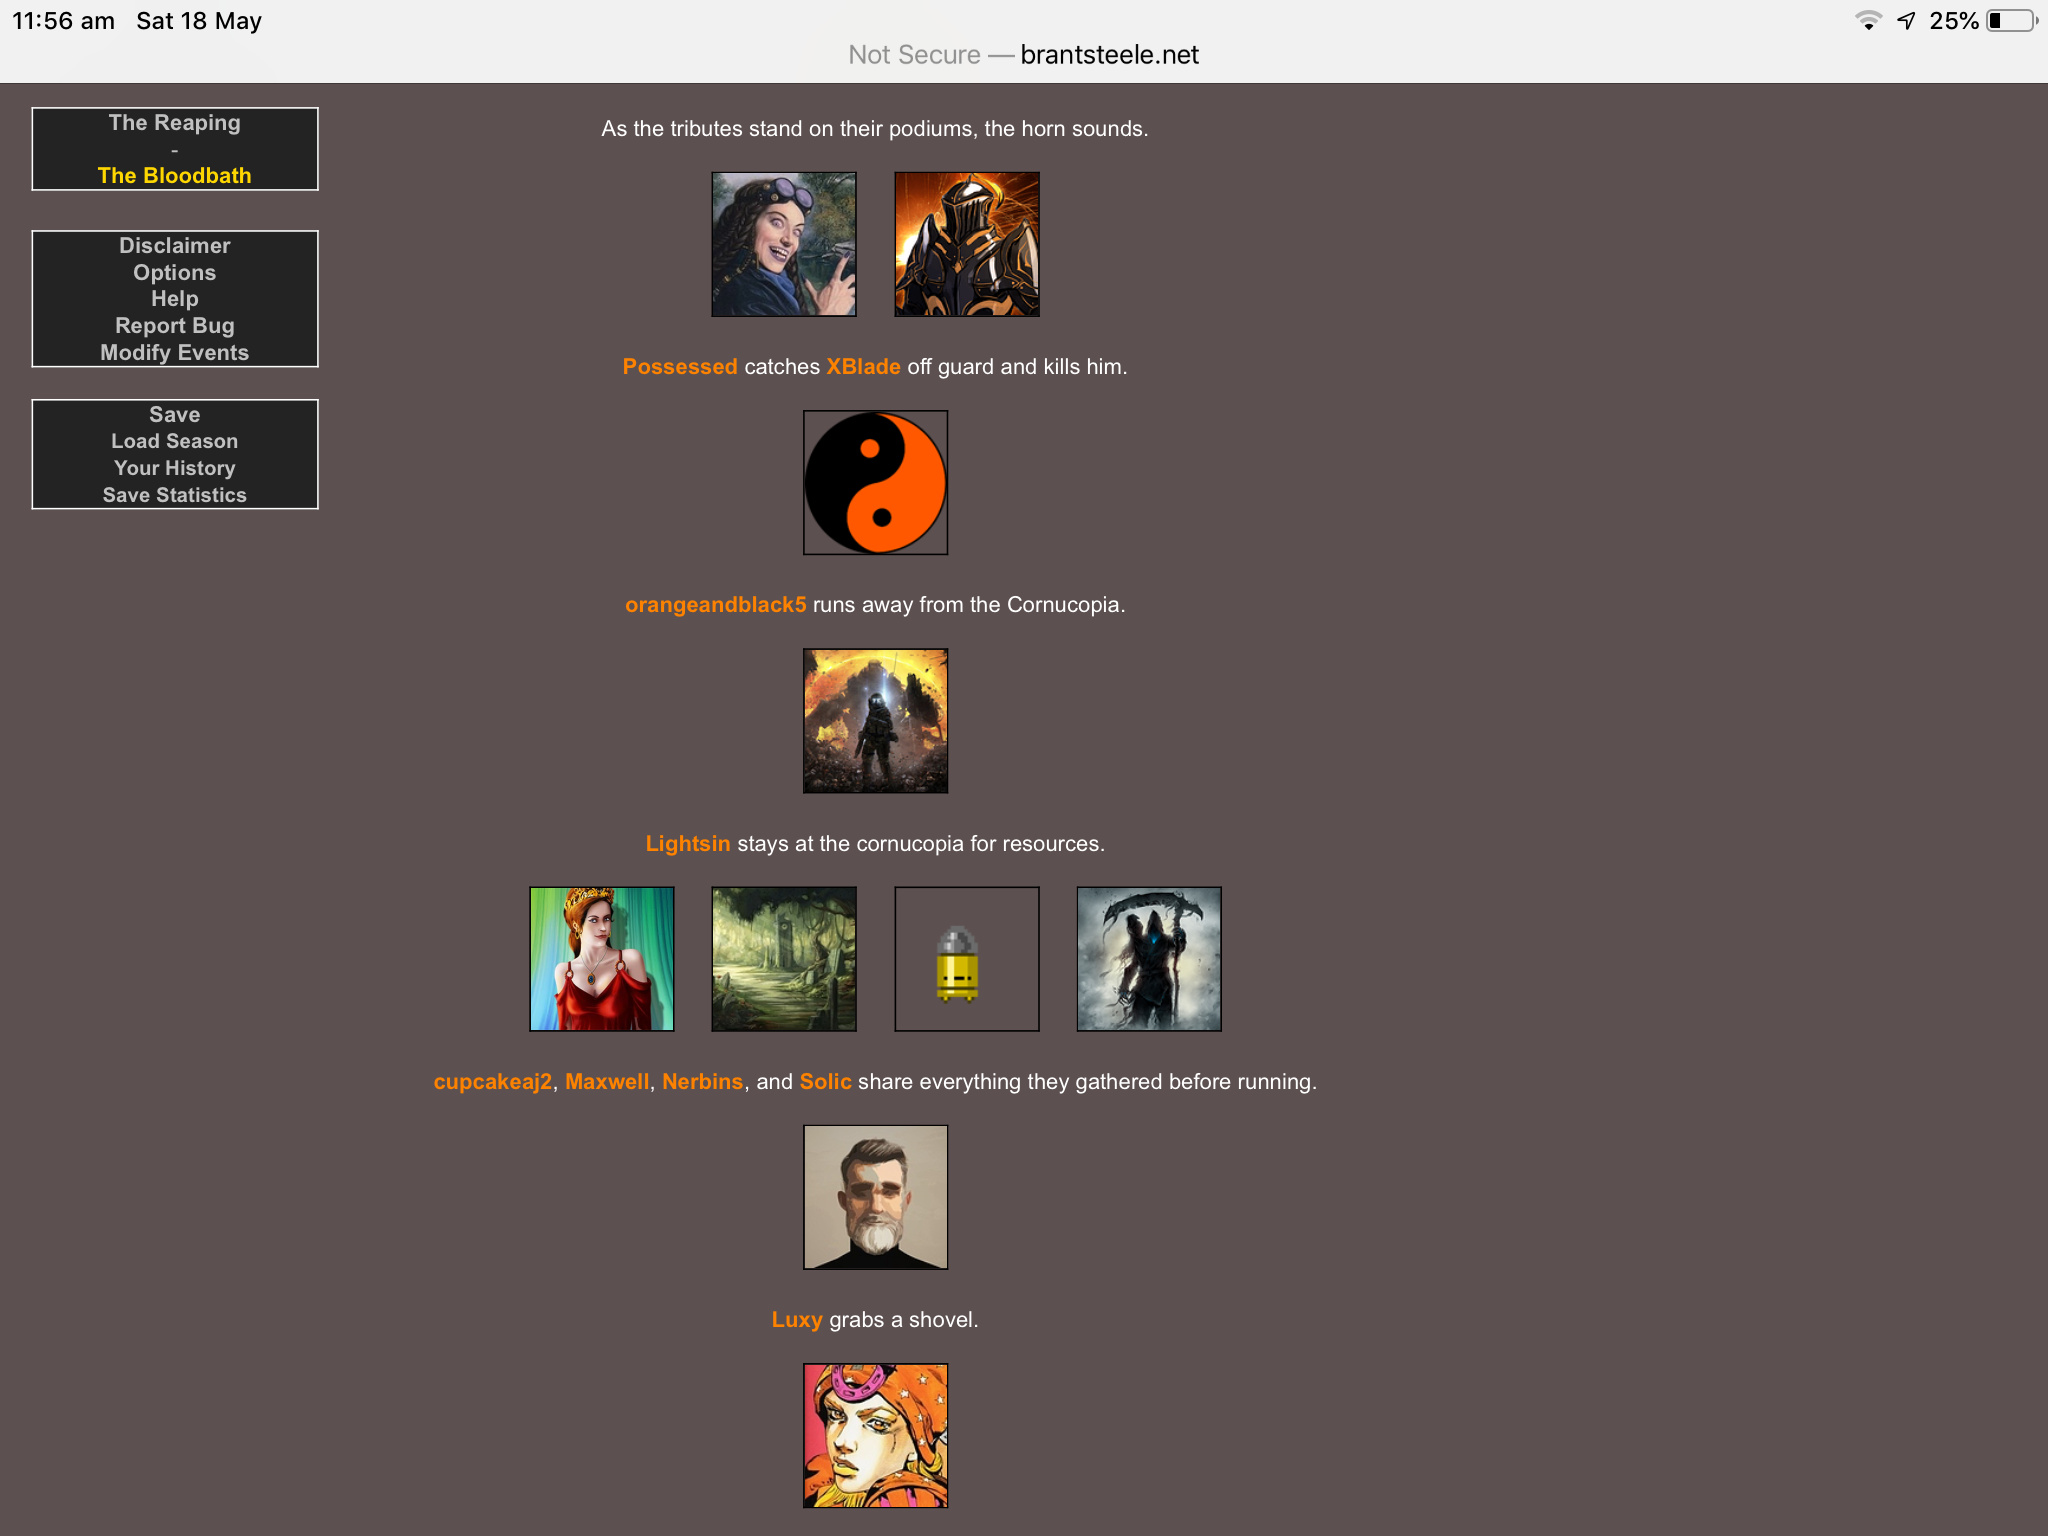 11:56 am Sat 18 May
25%
Not Secure — brantsteele.net
The Reaping
-
The Bloodbath
Disclaimer
Options
Help
Report Bug
Modify Events
Save
Load Season
Your History
Save Statistics
As the tributes stand on their podiums, the horn sounds.
Possessed catches XBlade off guard and kills him.
orangeandblack5 runs away from the Cornucopia.
Lightsin stays at the cornucopia for resources.
cupcakeaj2, Maxwell, Nerbins, and Solic share everything they gathered before running.
Luxy grabs a shovel.